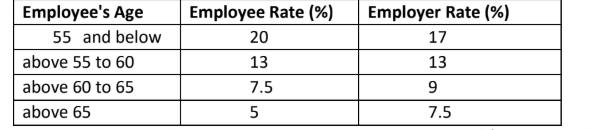 Employee's Age Employee Rate (%) Employer Rate (%)
55 and below 20 17
above 55 to 60 13 13
above 60 to 65 7.5 9
above 65 5 7.5